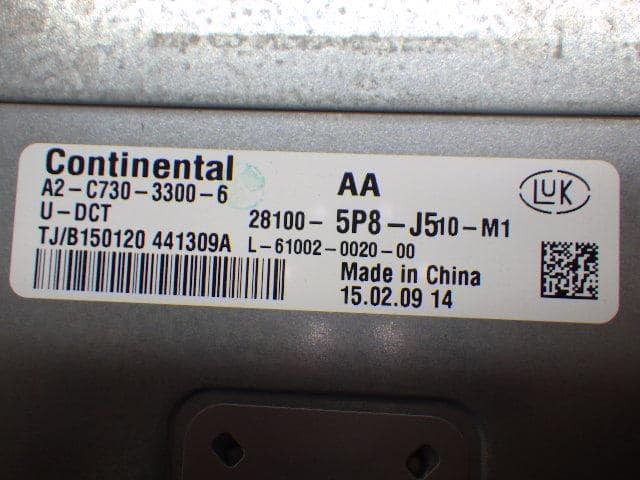 Continental
AA
LUK
A2-C730-3300-6
U-DCT
28100-5P8-J510-M1
TJ/B150120 441309A
L-61002-0020-00
Made in China
15.02.09 14